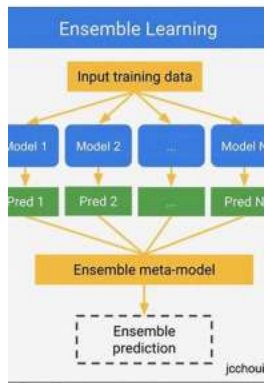 Ensemble Learning
Input training data
Model 1 Model 2 ... Model N
Pred 1 Pred 2 ... Pred N
Ensemble meta-model
Ensemble
prediction
jcchoui